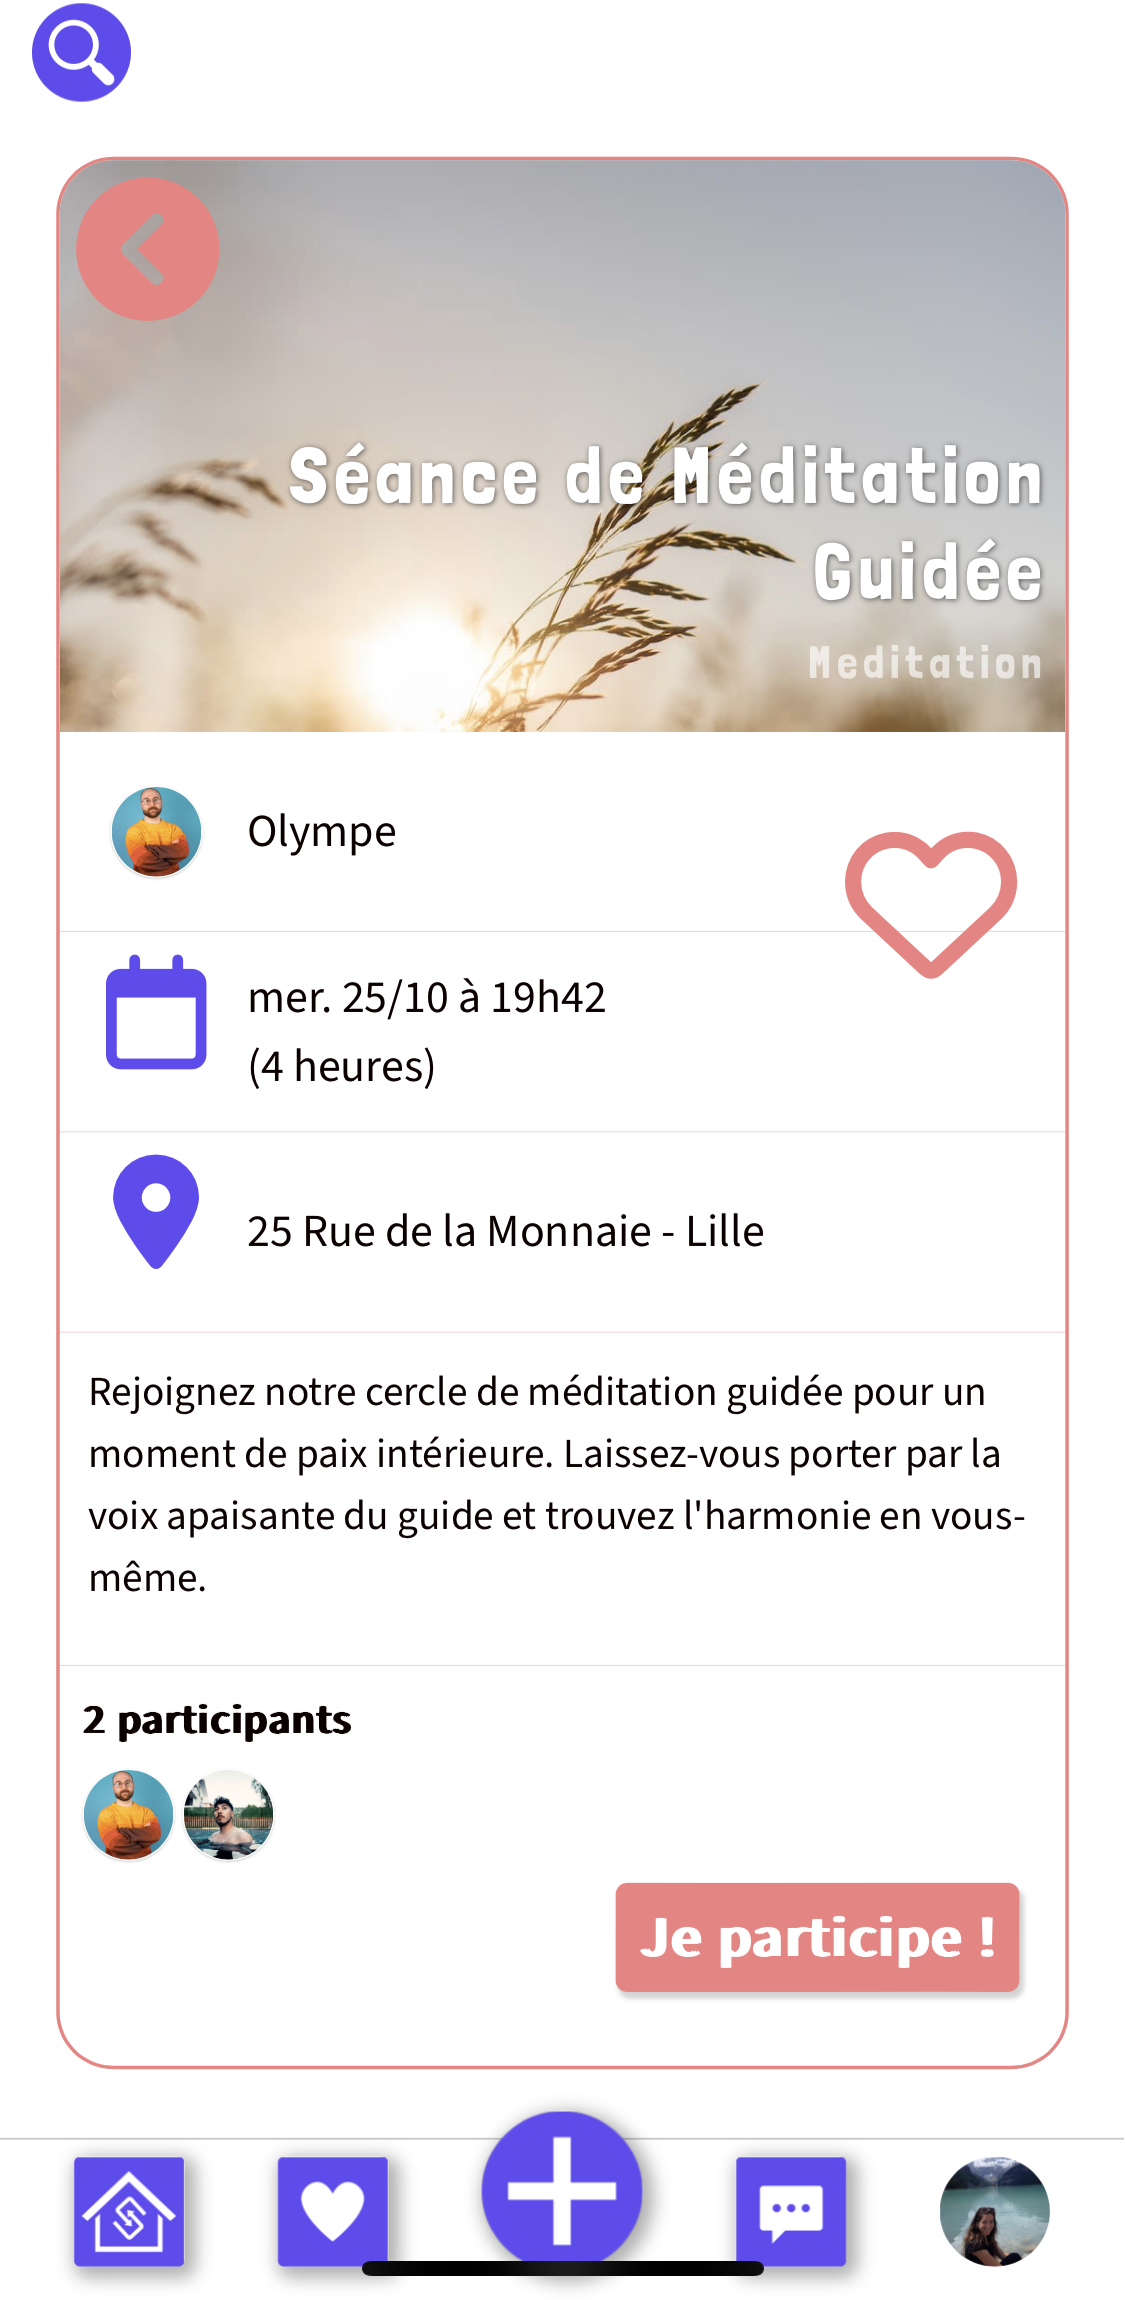 Séance de Méditation
Guidée
Meditation
Olympe
mer. 25/10 à 19h42
(4 heures)
25 Rue de la Monnaie - Lille
Rejoignez notre cercle de méditation guidée pour un
moment de paix intérieure. Laissez-vous porter par la
voix apaisante du guide et trouvez l'harmonie en vous-
même.
2 participants
Je participe !